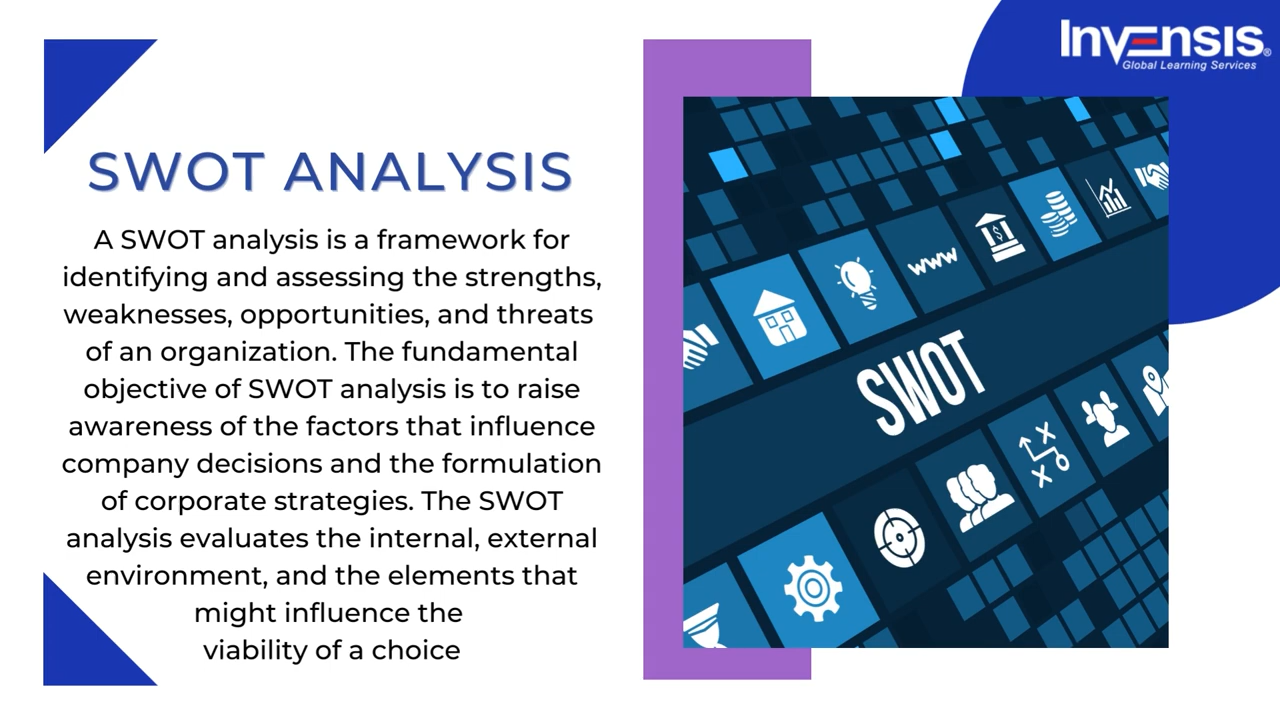 Invensis®
Global Learning Services
SWOT ANALYSIS
A SWOT analysis is a framework for
identifying and assessing the strengths,
weaknesses, opportunities, and threats
of an organization. The fundamental
objective of SWOT analysis is to raise
awareness of the factors that influence
company decisions and the formulation
of corporate strategies. The SWOT
analysis evaluates the internal, external
environment, and the elements that
might influence the
viability of a choice
www
$
SWOT